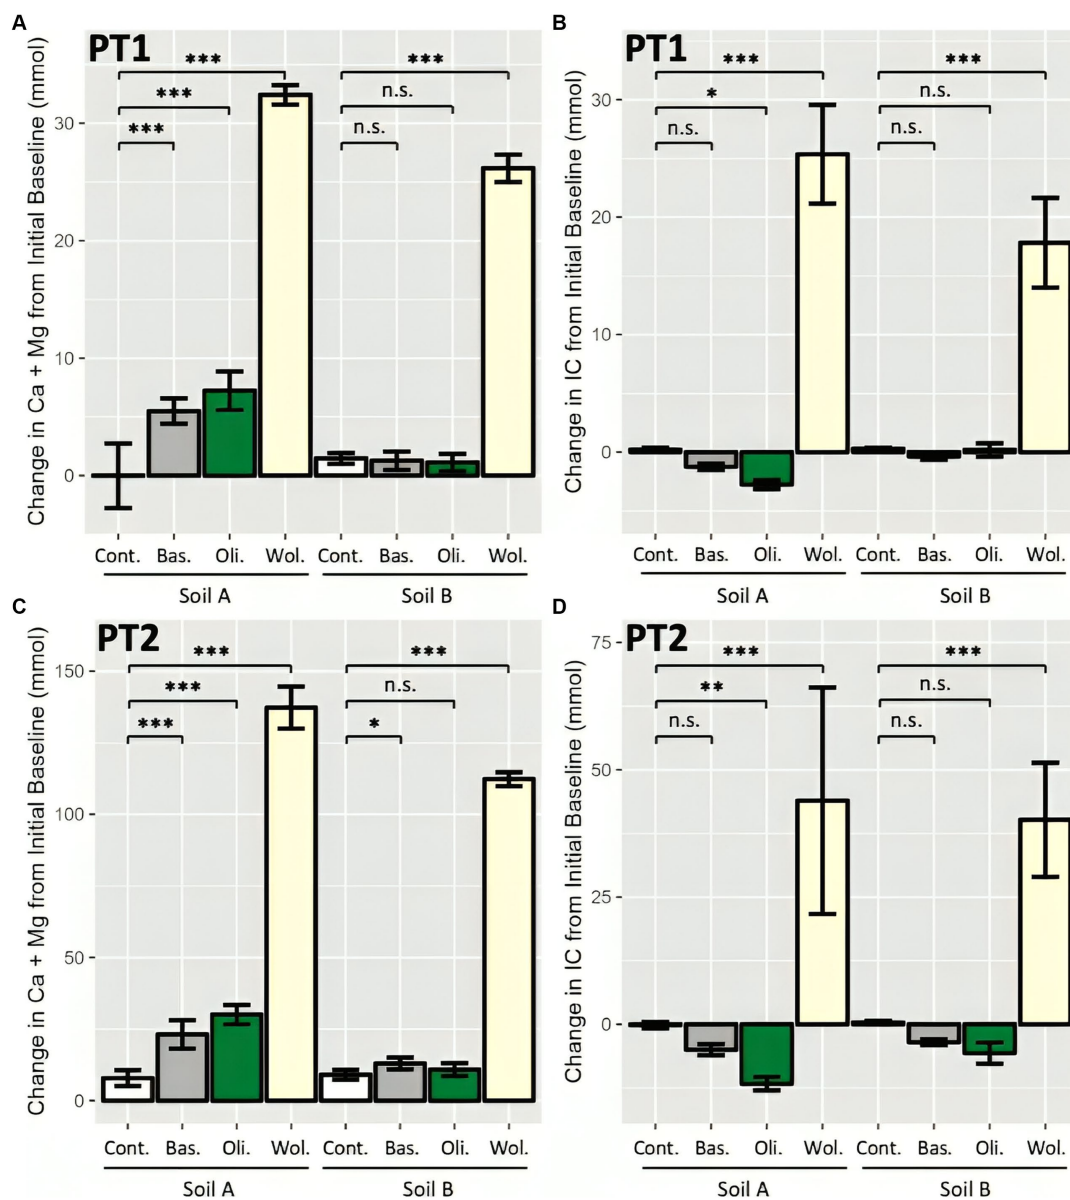 A
PT1
Change in Ca + Mg from Initial Baseline (mmol)
30
20
10
0
***
***
***
***
n.s.
n.s.
Cont. Bas. Oli. Wol. Cont. Bas. Oli. Wol.
Soil A Soil B
B
PT1
Change in IC from Initial Baseline (mmol)
30
20
10
0
***
*
n.s.
***
n.s.
n.s.
Cont. Bas. Oli. Wol. Cont. Bas. Oli. Wol.
Soil A Soil B
C
PT2
Change in Ca + Mg from Initial Baseline (mmol)
150
100
50
0
***
***
***
***
n.s.
*
Cont. Bas. Oli. Wol. Cont. Bas. Oli. Wol.
Soil A Soil B
D
PT2
Change in IC from Initial Baseline (mmol)
75
50
25
0
***
**
n.s.
***
n.s.
n.s.
Cont. Bas. Oli. Wol. Cont. Bas. Oli. Wol.
Soil A Soil B